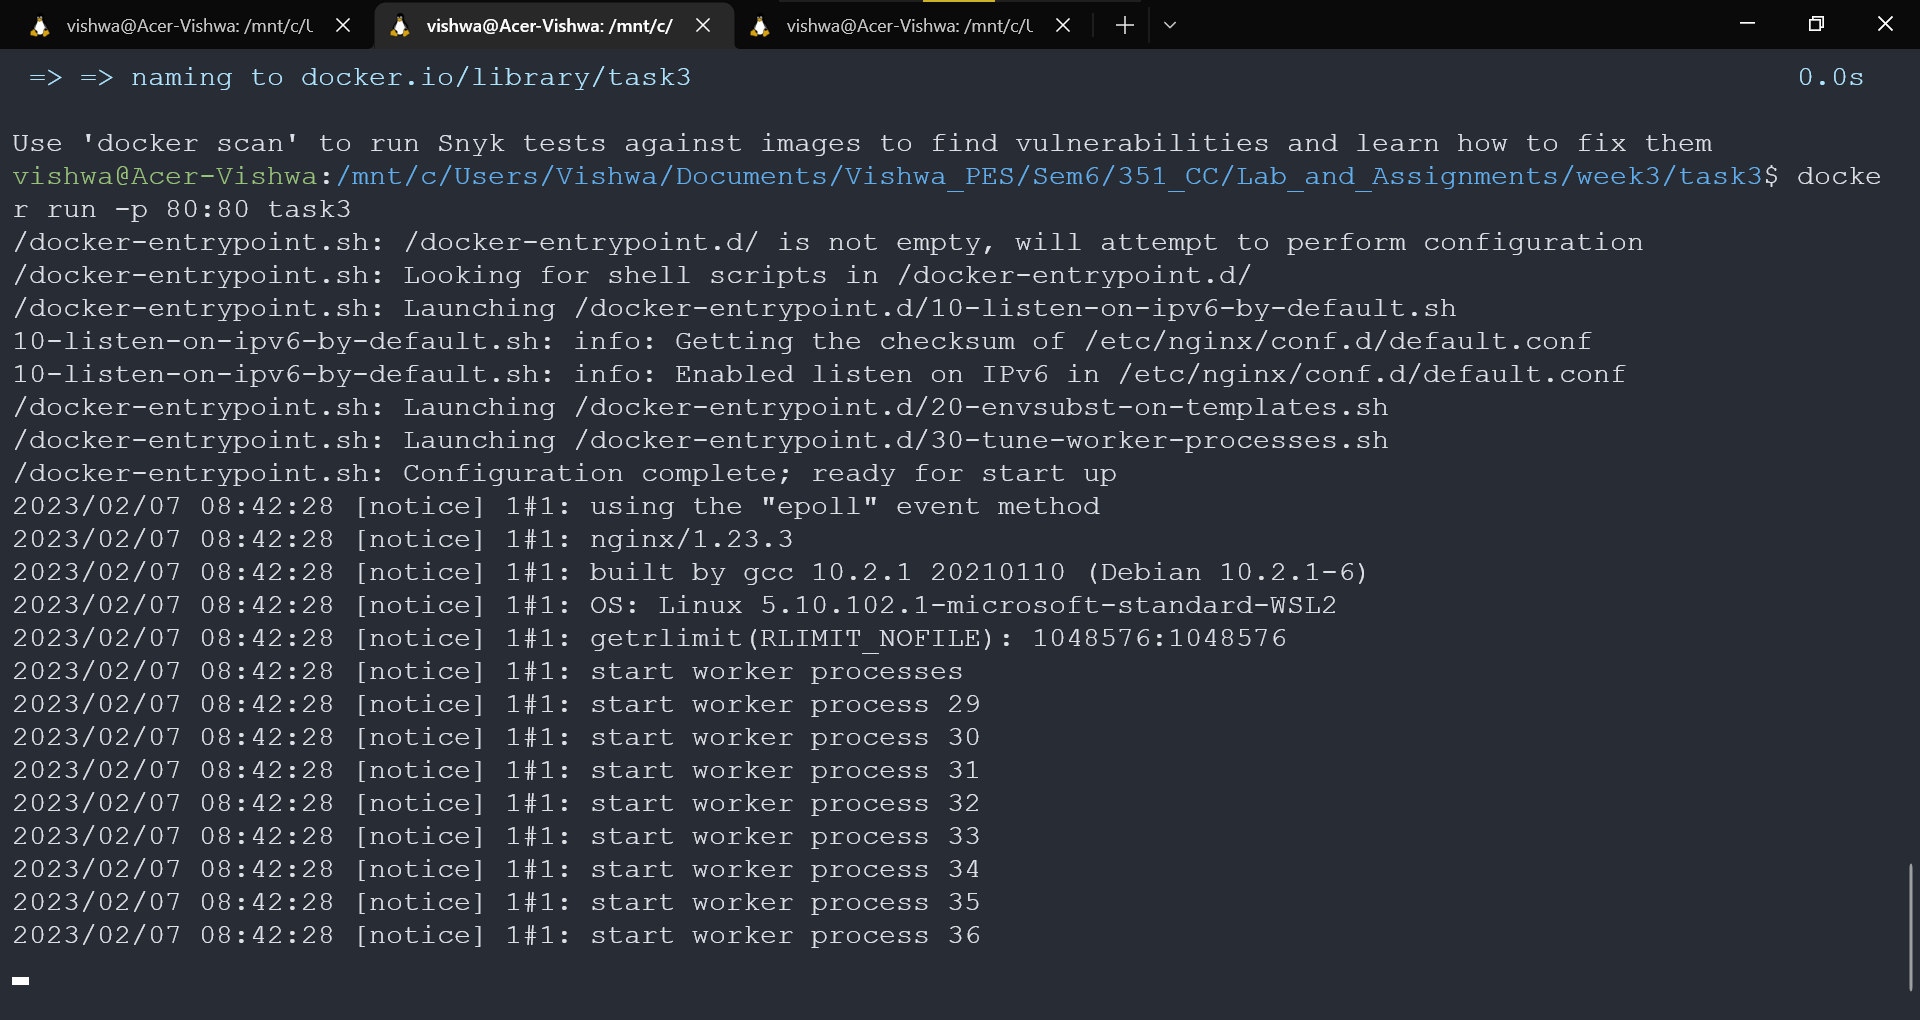 vishwa@Acer-Vishwa: /mnt/c/U
vishwa@Acer-Vishwa: /mnt/c/
vishwa@Acer-Vishwa: /mnt/c/U
=> => naming to docker.io/library/task3 0.0s
Use 'docker scan' to run Snyk tests against images to find vulnerabilities and learn how to fix them
vishwa@Acer-Vishwa:/mnt/c/Users/Vishwa/Documents/Vishwa_PES/Sem6/351_CC/Lab_and_Assignments/week3/task3$ docke
r run -p 80:80 task3
/docker-entrypoint.sh: /docker-entrypoint.d/ is not empty, will attempt to perform configuration
/docker-entrypoint.sh: Looking for shell scripts in /docker-entrypoint.d/
/docker-entrypoint.sh: Launching /docker-entrypoint.d/10-listen-on-ipv6-by-default.sh
10-listen-on-ipv6-by-default.sh: info: Getting the checksum of /etc/nginx/conf.d/default.conf
10-listen-on-ipv6-by-default.sh: info: Enabled listen on IPv6 in /etc/nginx/conf.d/default.conf
/docker-entrypoint.sh: Launching /docker-entrypoint.d/20-envsubst-on-templates.sh
/docker-entrypoint.sh: Launching /docker-entrypoint.d/30-tune-worker-processes.sh
/docker-entrypoint.sh: Configuration complete; ready for start up
2023/02/07 08:42:28 [notice] 1#1: using the "epoll" event method
2023/02/07 08:42:28 [notice] 1#1: nginx/1.23.3
2023/02/07 08:42:28 [notice] 1#1: built by gcc 10.2.1 20210110 (Debian 10.2.1-6)
2023/02/07 08:42:28 [notice] 1#1: OS: Linux 5.10.102.1-microsoft-standard-WSL2
2023/02/07 08:42:28 [notice] 1#1: getrlimit(RLIMIT_NOFILE): 1048576:1048576
2023/02/07 08:42:28 [notice] 1#1: start worker processes
2023/02/07 08:42:28 [notice] 1#1: start worker process 29
2023/02/07 08:42:28 [notice] 1#1: start worker process 30
2023/02/07 08:42:28 [notice] 1#1: start worker process 31
2023/02/07 08:42:28 [notice] 1#1: start worker process 32
2023/02/07 08:42:28 [notice] 1#1: start worker process 33
2023/02/07 08:42:28 [notice] 1#1: start worker process 34
2023/02/07 08:42:28 [notice] 1#1: start worker process 35
2023/02/07 08:42:28 [notice] 1#1: start worker process 36